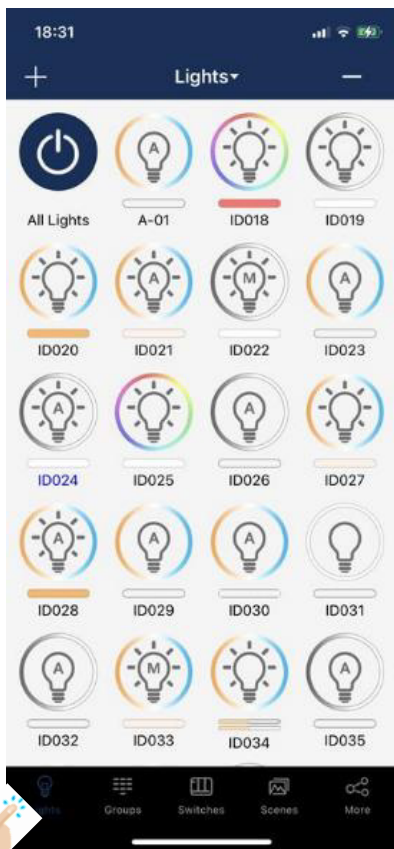 18:31
Lights
All Lights A-01 ID018 ID019
A A M A
ID020 ID021 ID022 ID023
A A
ID024 ID025 ID026 ID027
A A A
ID028 ID029 ID030 ID031
A M A
ID032 ID033 ID034 ID035
Groups Switches Scenes More